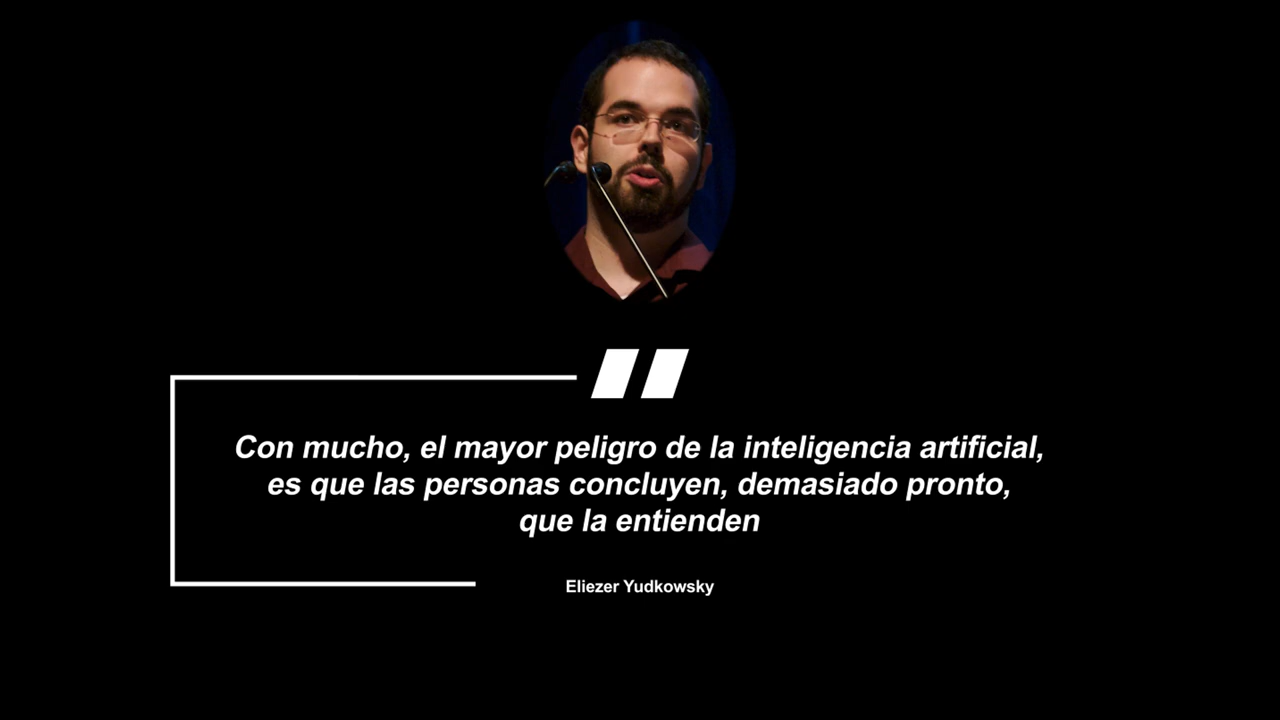 Con mucho, el mayor peligro de la inteligencia artificial,
es que las personas concluyen, demasiado pronto,
que la entienden
Eliezer Yudkowsky